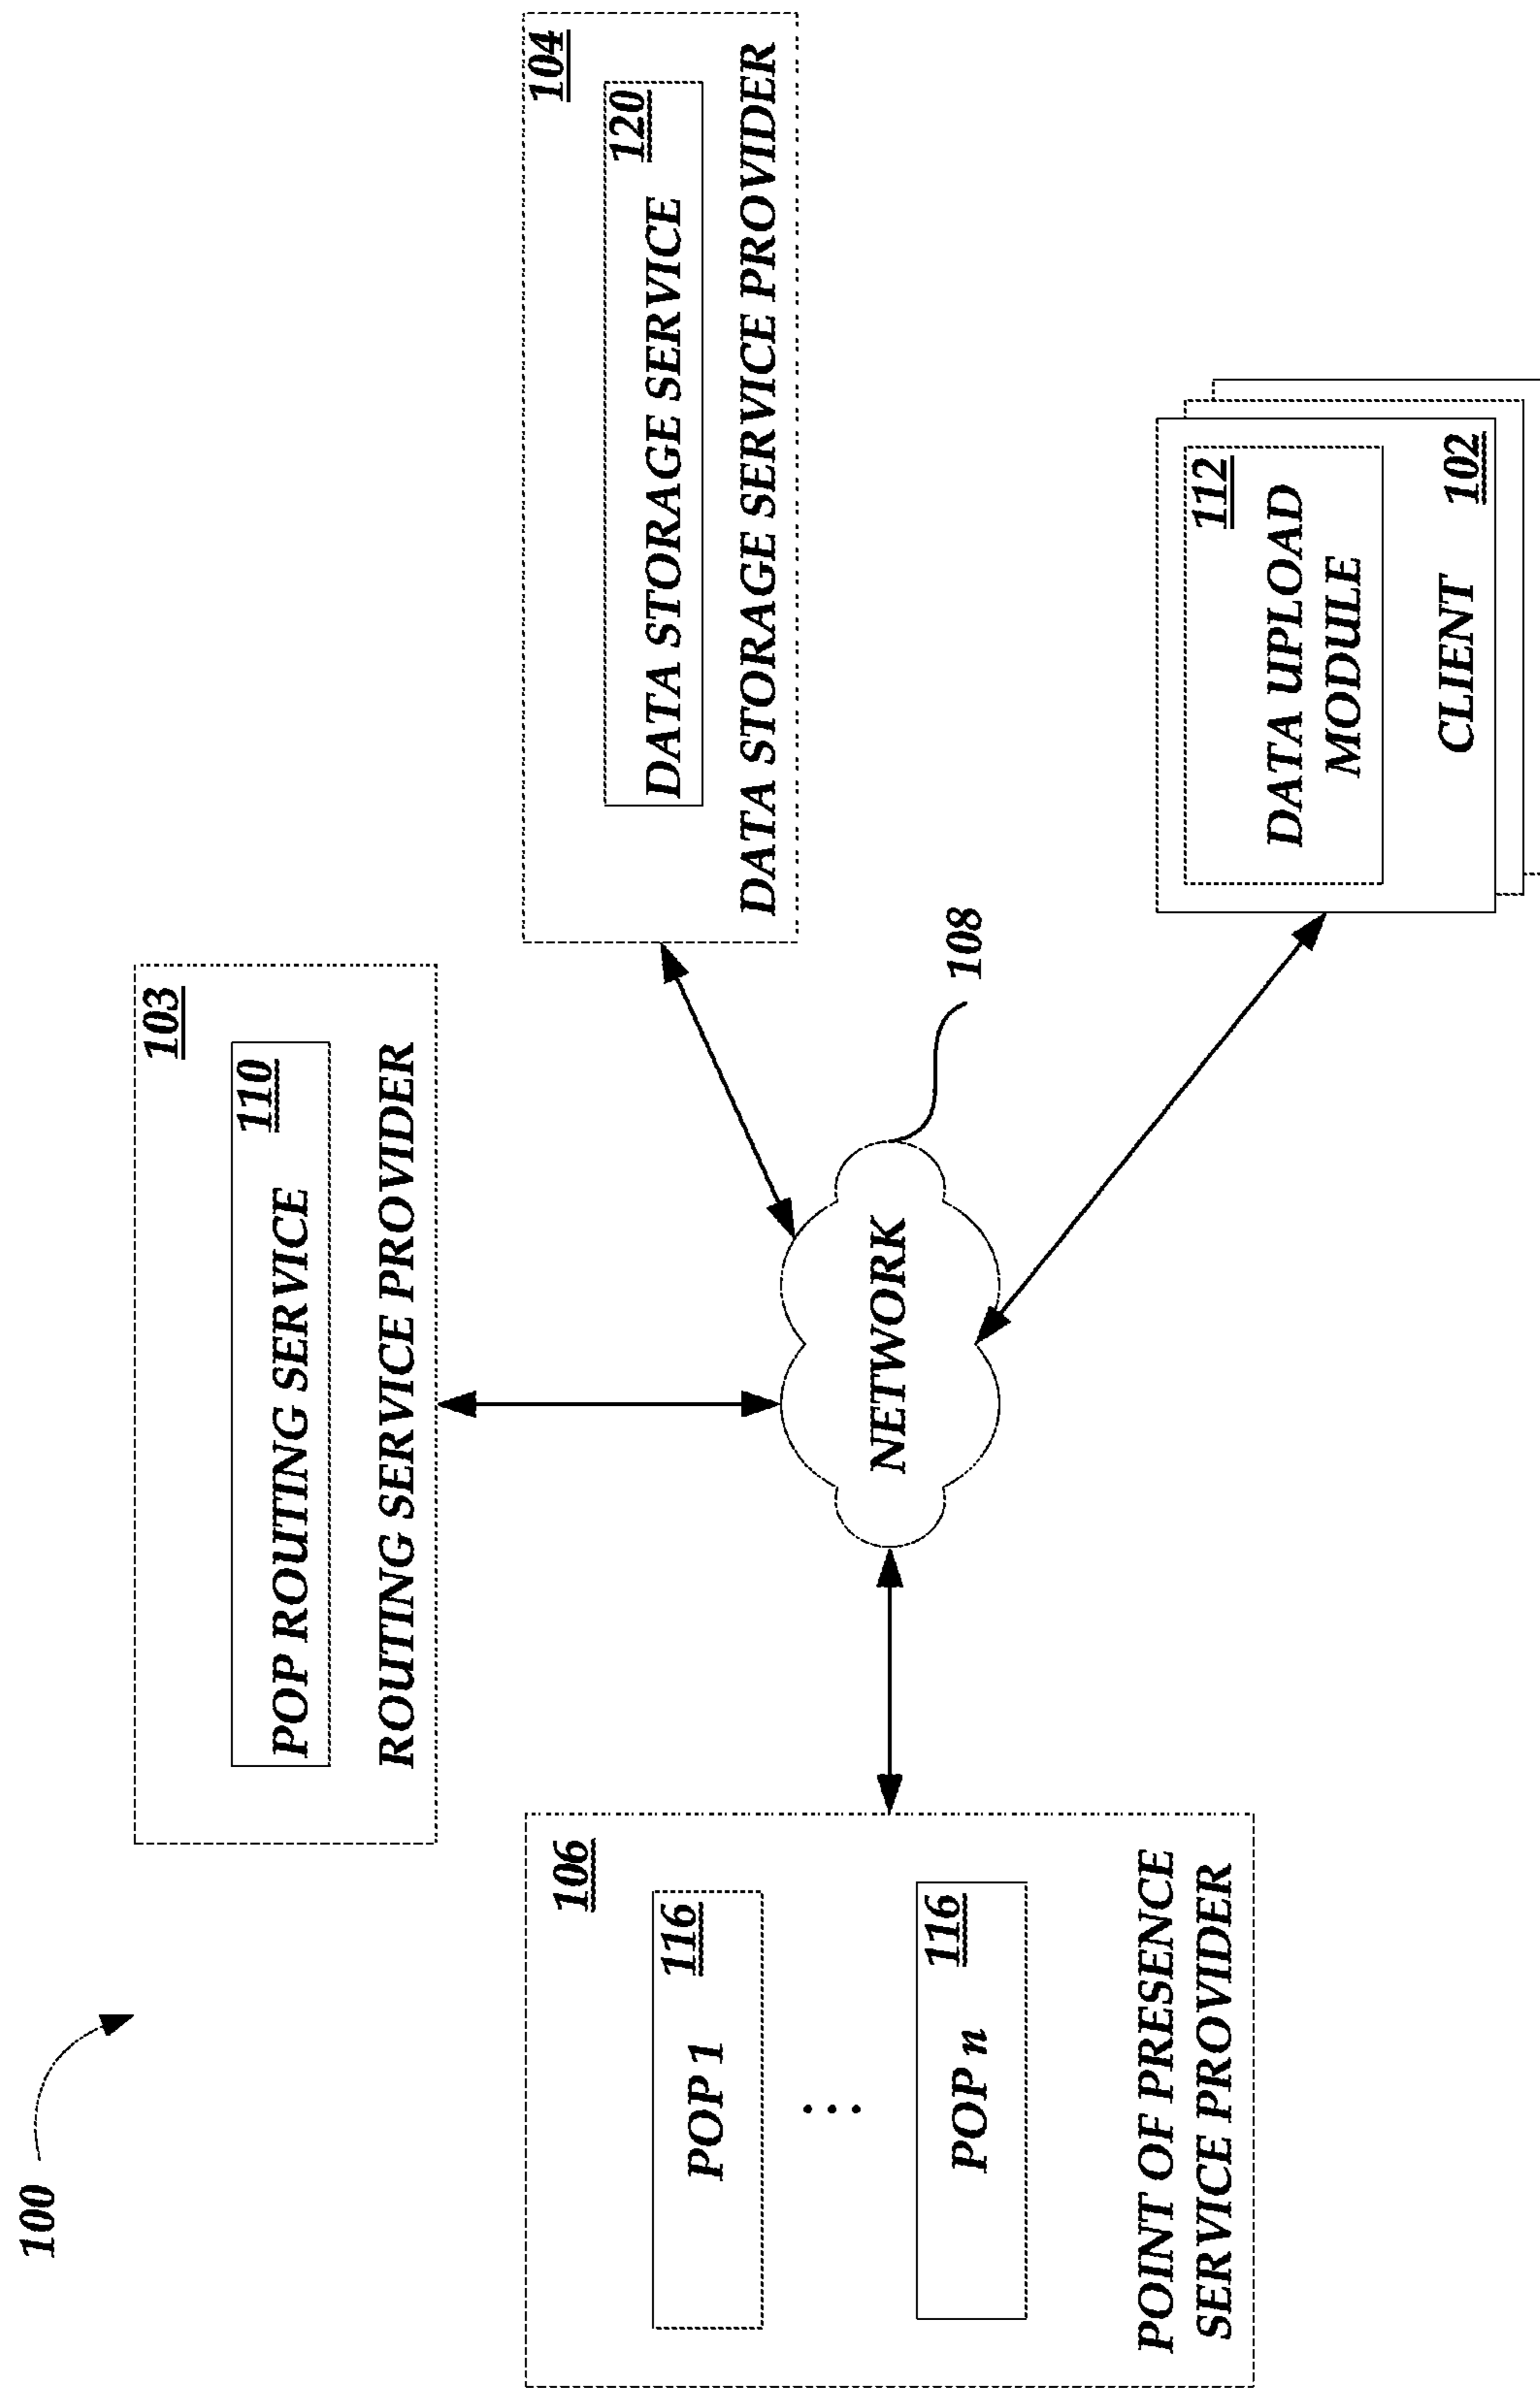 100
103
110
POP ROUTING SERVICE
ROUTING SERVICE PROVIDER
106
116
POP 1
116
POP n
POINT OF PRESENCE
SERVICE PROVIDER
NETWORK
108
104
120
DATA STORAGE SERVICE
DATA STORAGE SERVICE PROVIDER
112
DATA UPLOAD
MODULE
CLIENT 102